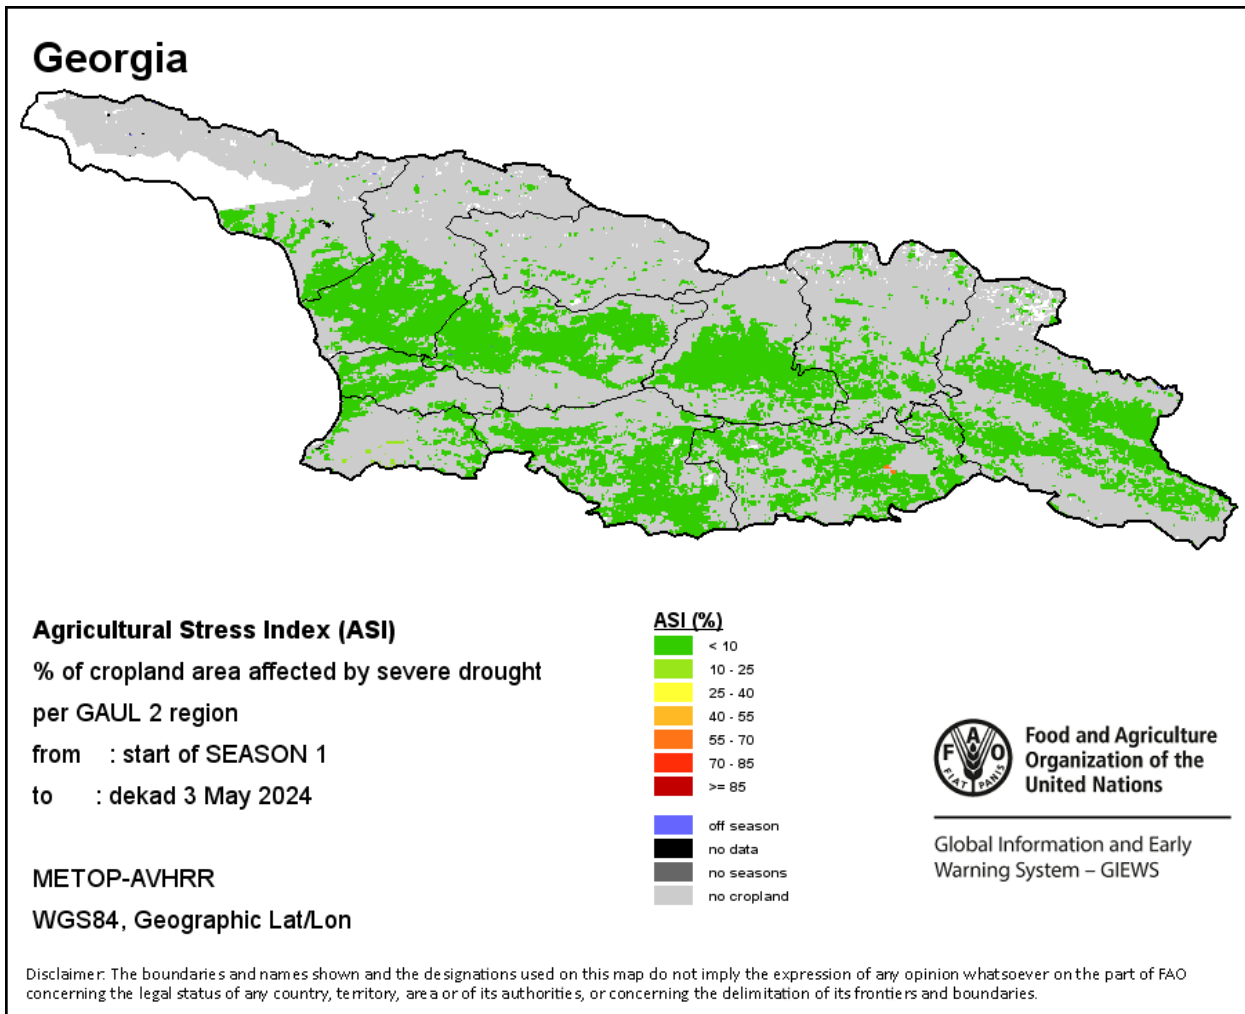 Georgia
Agricultural Stress Index (ASI)
% of cropland area affected by severe drought
per GAUL 2 region
from : start of SEASON 1
to : dekad 3 May 2024
METOP-AVHRR
WGS84, Geographic Lat/Lon
ASI (%)
< 10
10 - 25
25 - 40
40 - 55
55 - 70
70 - 85
>= 85
off season
no data
no seasons
no cropland
F A O
FIAT PANIS
Food and Agriculture
Organization of the
United Nations
Global Information and Early
Warning System – GIEWS
Disclaimer: The boundaries and names shown and the designations used on this map do not imply the expression of any opinion whatsoever on the part of FAO
concerning the legal status of any country, territory, area or of its authorities, or concerning the delimitation of its frontiers and boundaries.